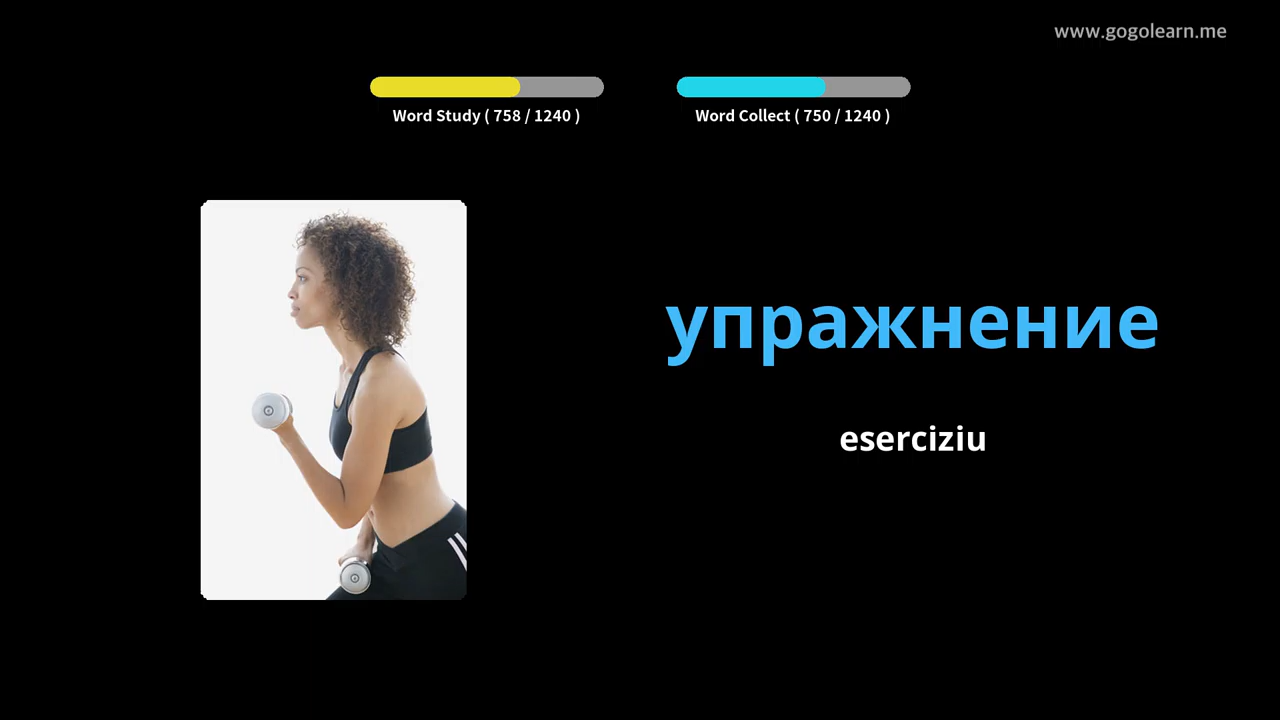 www.gogolearn.me
Word Study ( 758 / 1240 )
Word Collect ( 750 / 1240 )
упражнение
eserciziu